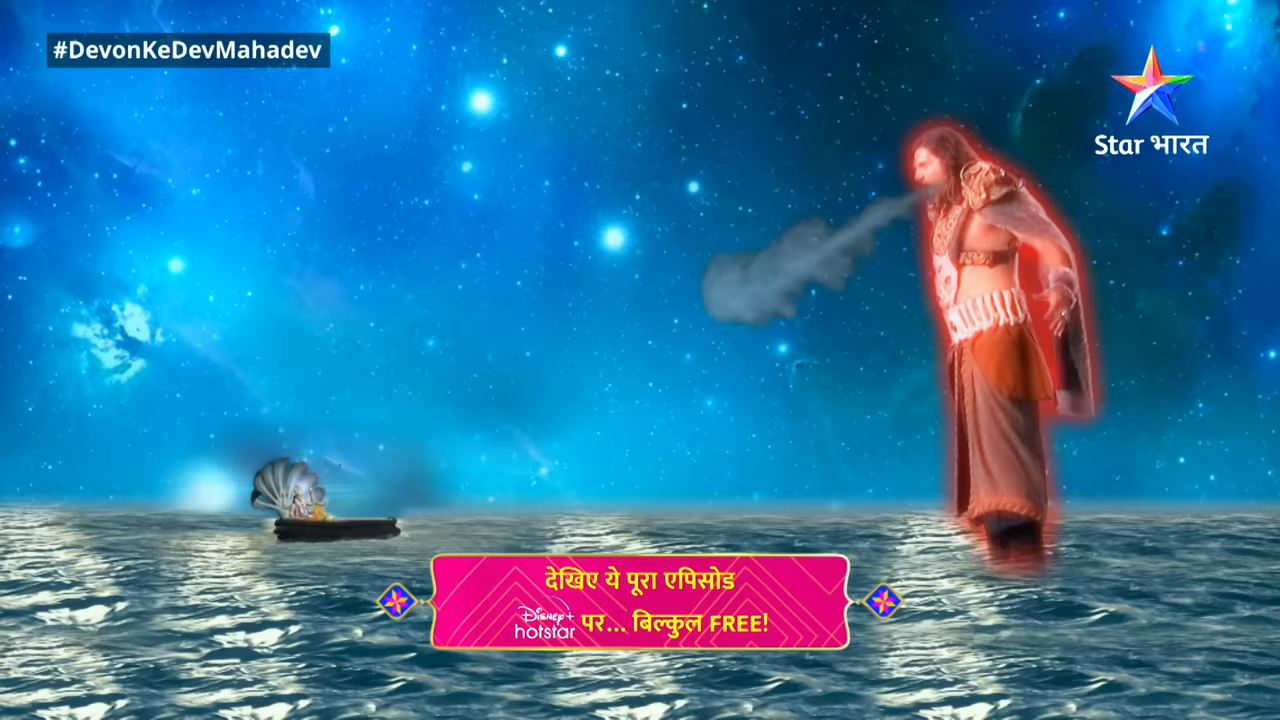 #DevonKeDevMahadev
Star भारत
देखिए ये पूरा एपिसोड
Disney+ hotstar पर... बिल्कुल FREE!